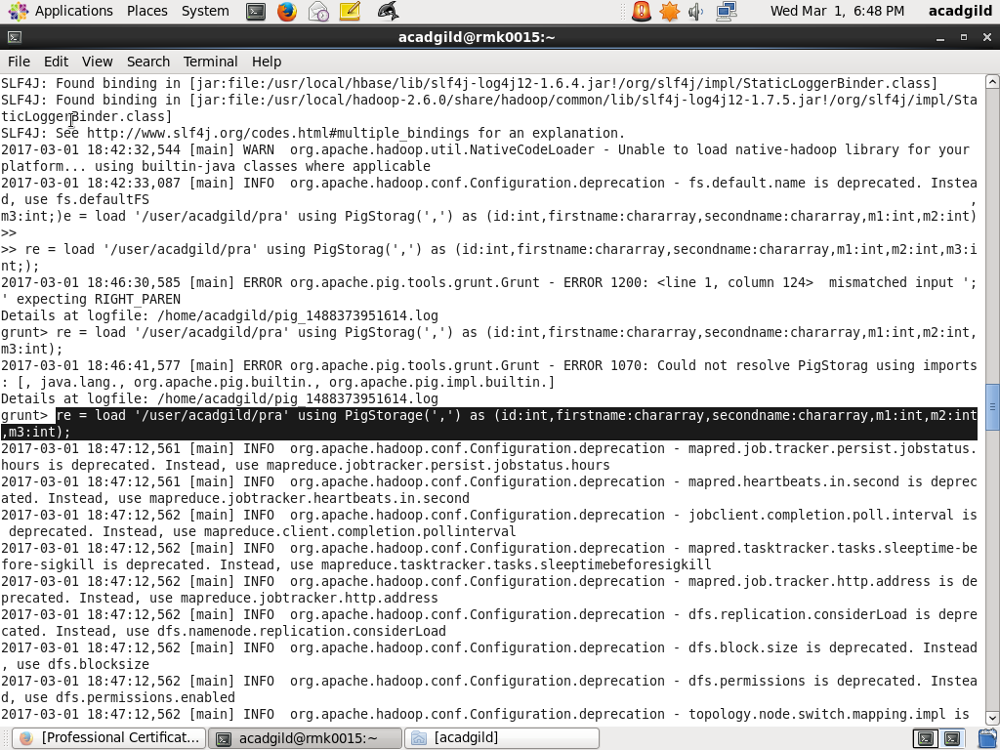 Applications Places System
Wed Mar 1, 6:48 PM acadgild
acadgild@rmk0015:~
File Edit View Search Terminal Help
SLF4J: Found binding in [jar:file:/usr/local/hbase/lib/slf4j-log4j12-1.6.4.jar!/org/slf4j/impl/StaticLoggerBinder.class]
SLF4J: Found binding in [jar:file:/usr/local/hadoop-2.6.0/share/hadoop/common/lib/slf4j-log4j12-1.7.5.jar!/org/slf4j/impl/Sta
ticLoggerBinder.class]
SLF4J: See http://www.slf4j.org/codes.html#multiple_bindings for an explanation.
2017-03-01 18:42:32,544 [main] WARN  org.apache.hadoop.util.NativeCodeLoader - Unable to load native-hadoop library for your
platform... using builtin-java classes where applicable
2017-03-01 18:42:33,087 [main] INFO  org.apache.hadoop.conf.Configuration.deprecation - fs.default.name is deprecated. Instea
d, use fs.defaultFS ,
m3:int;)e = load '/user/acadgild/pra' using PigStorag(',') as (id:int,firstname:chararray,secondname:chararray,m1:int,m2:int)
>>
>> re = load '/user/acadgild/pra' using PigStorag(',') as (id:int,firstname:chararray,secondname:chararray,m1:int,m2:int,m3:i
nt;);
2017-03-01 18:46:30,585 [main] ERROR org.apache.pig.tools.grunt.Grunt - ERROR 1200: <line 1, column 124>  mismatched input ';
' expecting RIGHT_PAREN
Details at logfile: /home/acadgild/pig_1488373951614.log
grunt> re = load '/user/acadgild/pra' using PigStorag(',') as (id:int,firstname:chararray,secondname:chararray,m1:int,m2:int,
m3:int);
2017-03-01 18:46:41,577 [main] ERROR org.apache.pig.tools.grunt.Grunt - ERROR 1070: Could not resolve PigStorag using imports
: [, java.lang., org.apache.pig.builtin., org.apache.pig.impl.builtin.]
Details at logfile: /home/acadgild/pig_1488373951614.log
grunt> re = load '/user/acadgild/pra' using PigStorage(',') as (id:int,firstname:chararray,secondname:chararray,m1:int,m2:int
,m3:int);
2017-03-01 18:47:12,561 [main] INFO  org.apache.hadoop.conf.Configuration.deprecation - mapred.job.tracker.persist.jobstatus.
hours is deprecated. Instead, use mapreduce.jobtracker.persist.jobstatus.hours
2017-03-01 18:47:12,561 [main] INFO  org.apache.hadoop.conf.Configuration.deprecation - mapred.heartbeats.in.second is deprec
ated. Instead, use mapreduce.jobtracker.heartbeats.in.second
2017-03-01 18:47:12,562 [main] INFO  org.apache.hadoop.conf.Configuration.deprecation - jobclient.completion.poll.interval is
deprecated. Instead, use mapreduce.client.completion.pollinterval
2017-03-01 18:47:12,562 [main] INFO  org.apache.hadoop.conf.Configuration.deprecation - mapred.tasktracker.tasks.sleeptime-be
fore-sigkill is deprecated. Instead, use mapreduce.tasktracker.tasks.sleeptimebeforesigkill
2017-03-01 18:47:12,562 [main] INFO  org.apache.hadoop.conf.Configuration.deprecation - mapred.job.tracker.http.address is de
precated. Instead, use mapreduce.jobtracker.http.address
2017-03-01 18:47:12,562 [main] INFO  org.apache.hadoop.conf.Configuration.deprecation - dfs.replication.considerLoad is depre
cated. Instead, use dfs.namenode.replication.considerLoad
2017-03-01 18:47:12,562 [main] INFO  org.apache.hadoop.conf.Configuration.deprecation - dfs.block.size is deprecated. Instead
, use dfs.blocksize
2017-03-01 18:47:12,562 [main] INFO  org.apache.hadoop.conf.Configuration.deprecation - dfs.permissions is deprecated. Instea
d, use dfs.permissions.enabled
2017-03-01 18:47:12,562 [main] INFO  org.apache.hadoop.conf.Configuration.deprecation - topology.node.switch.mapping.impl is
[Professional Certificat...
acadgild@rmk0015:~
[acadgild]